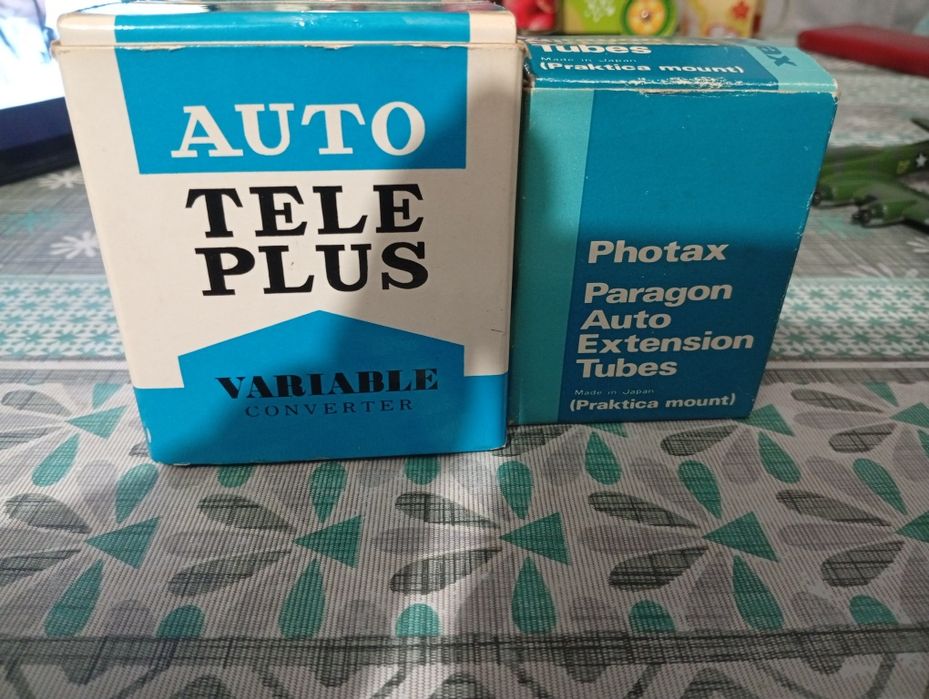 AUTO
TELE
PLUS
VARIABLE
CONVERTER
Tubes
Made in Japan
(Praktica mount)
Photax
Paragon
Auto
Extension
Tubes
Made in Japan
(Praktica mount)